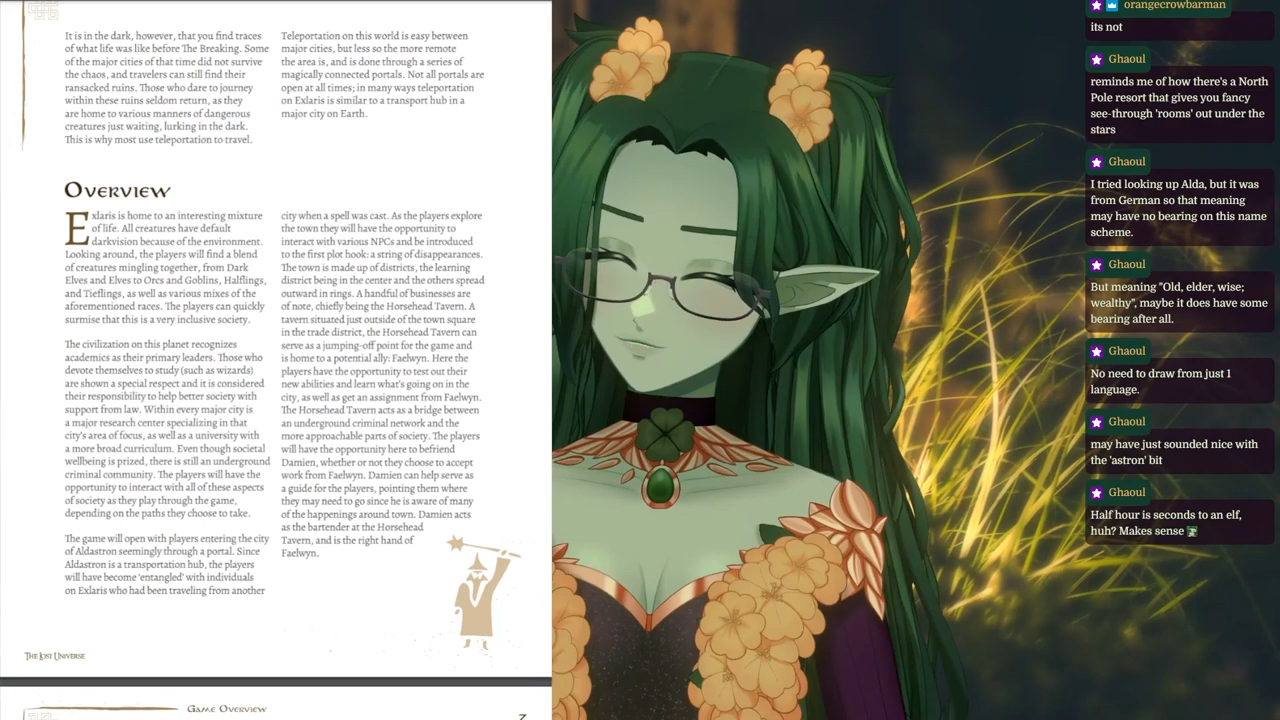 It is in the dark, however, that you find traces
of what life was like before The Breaking. Some
of the major cities of that time did not survive
the chaos, and travelers can still find their
ransacked ruins. Those who dare to journey
within these ruins seldom return, as they
are home to various manners of dangerous
creatures just waiting, lurking in the dark.
This is why most use teleportation to travel.
Teleportation on this world is easy between
major cities, but less so the more remote
the area is, and is done through a series of
magically connected portals. Not all portals are
open at all times; in many ways teleportation
on Exlaris is similar to a transport hub in a
major city on Earth.
Overview
Exlaris is home to an interesting mixture
of life. All creatures have default
darkvision because of the environment.
Looking around, the players will find a blend
of creatures mingling together, from Dark
Elves and Elves to Orcs and Goblins, Halflings,
and Tieflings, as well as various mixes of the
aforementioned races. The players can quickly
surmise that this is a very inclusive society.
The civilization on this planet recognizes
academics as their primary leaders. Those who
devote themselves to study (such as wizards)
are shown a special respect and it is considered
their responsibility to help better society with
support from law. Within every major city is
a major research center specializing in that
city's area of focus, as well as a university with
a more broad curriculum. Even though societal
wellbeing is prized, there is still an underground
criminal community. The players will have the
opportunity to interact with all of these aspects
of society as they play through the game,
depending on the paths they choose to take.
The game will open with players entering the city
of Aldastron seemingly through a portal. Since
Aldastron is a transportation hub, the players
will have become 'entangled' with individuals
on Exlaris who had been traveling from another
city when a spell was cast. As the players explore
the town they will have the opportunity to
interact with various NPCs and be introduced
to the first plot hook: a string of disappearances.
The town is made up of districts, the learning
district being in the center and the others spread
outward in rings. A handful of businesses are
of note, chiefly being the Horsehead Tavern. A
tavern situated just outside of the town square
in the trade district, the Horsehead Tavern can
serve as a jumping-off point for the game and
is home to a potential ally: Faelwyn. Here the
players have the opportunity to test out their
new abilities and learn what's going on in the
city, as well as get an assignment from Faelwyn.
The Horsehead Tavern acts as a bridge between
an underground criminal network and the
more approachable parts of society. The players
will have the opportunity here to befriend
Damien, whether or not they choose to accept
work from Faelwyn. Damien can help serve as
a guide for the players, pointing them where
they may need to go since he is aware of many
of the happenings around town. Damien acts
as the bartender at the Horsehead
Tavern, and is the right hand of
Faelwyn.
The Lost Universe
Game Overview
7
orangecrowbarman
its not
Ghaoul
reminds me of how there's a North
Pole resort that gives you fancy
see-through 'rooms' out under the
stars
Ghaoul
I tried looking up Alda, but it was
from German so that meaning
may have no bearing on this name
scheme.
Ghaoul
But meaning "Old, elder, wise;
wealthy", maybe it does have some
bearing after all.
Ghaoul
No need to draw from just 1
language.
Ghaoul
may have just sounded nice with
the 'astron' bit
Ghaoul
Half hour is seconds to an elf,
huh? Makes sense